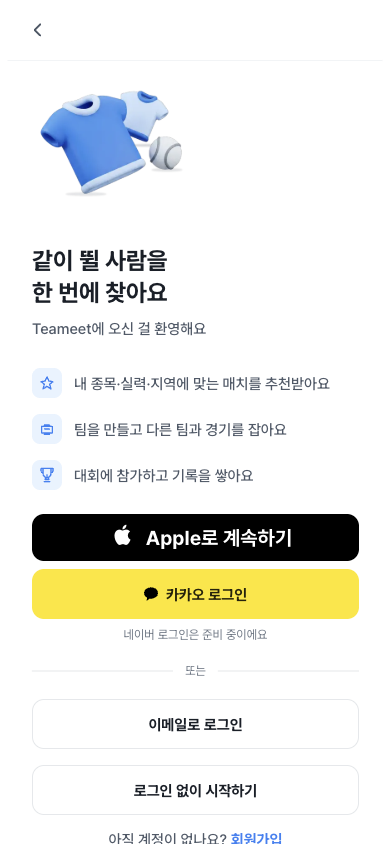 같이 뛸 사람을
한 번에 찾아요
Teameet에 오신 걸 환영해요
내 종목·실력·지역에 맞는 매치를 추천받아요
팀을 만들고 다른 팀과 경기를 잡아요
대회에 참가하고 기록을 쌓아요
Apple로 계속하기
카카오 로그인
네이버 로그인은 준비 중이에요
또는
이메일로 로그인
로그인 없이 시작하기
아직 계정이 없나요? 회원가입